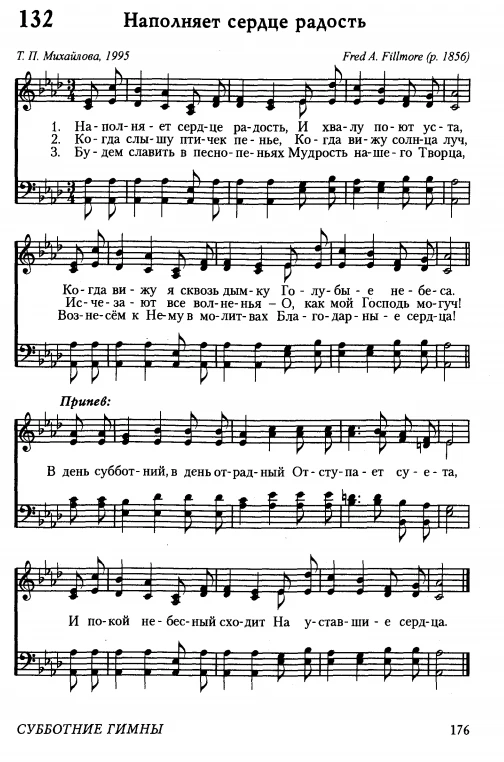 132 Наполняет сердце радость
Т. П. Михайлова, 1995 Fred A. Fillmore (р. 1856)
1. На-пол-ня-ет серд-це ра-дость, И хва-лу по-ют ус-та,
2. Ко-гда слы-шу пти-чек пе-нье, Ко-гда ви-жу солн-ца луч,
3. Бу-дем славить в песно-пе-ньях Мудрость на-ше-го Творца,
Ко-гда ви-жу я сквозь дым-ку Го-лу-бы-е не-бе-са.
Ис-че-за-ют все вол-не-нья – О, как мой Господь мо-гуч!
Воз-не-сём к Не-му в мо-лит-вах Бла-го-дар-ны-е серд-ца!
Припев:
В день суббот-ний, в день от-рад-ный От-сту-па-ет су-е-та,
И по-кой не-бес-ный схо-дит На у-став-ши-е серд-ца.
СУББОТНИЕ ГИМНЫ 176